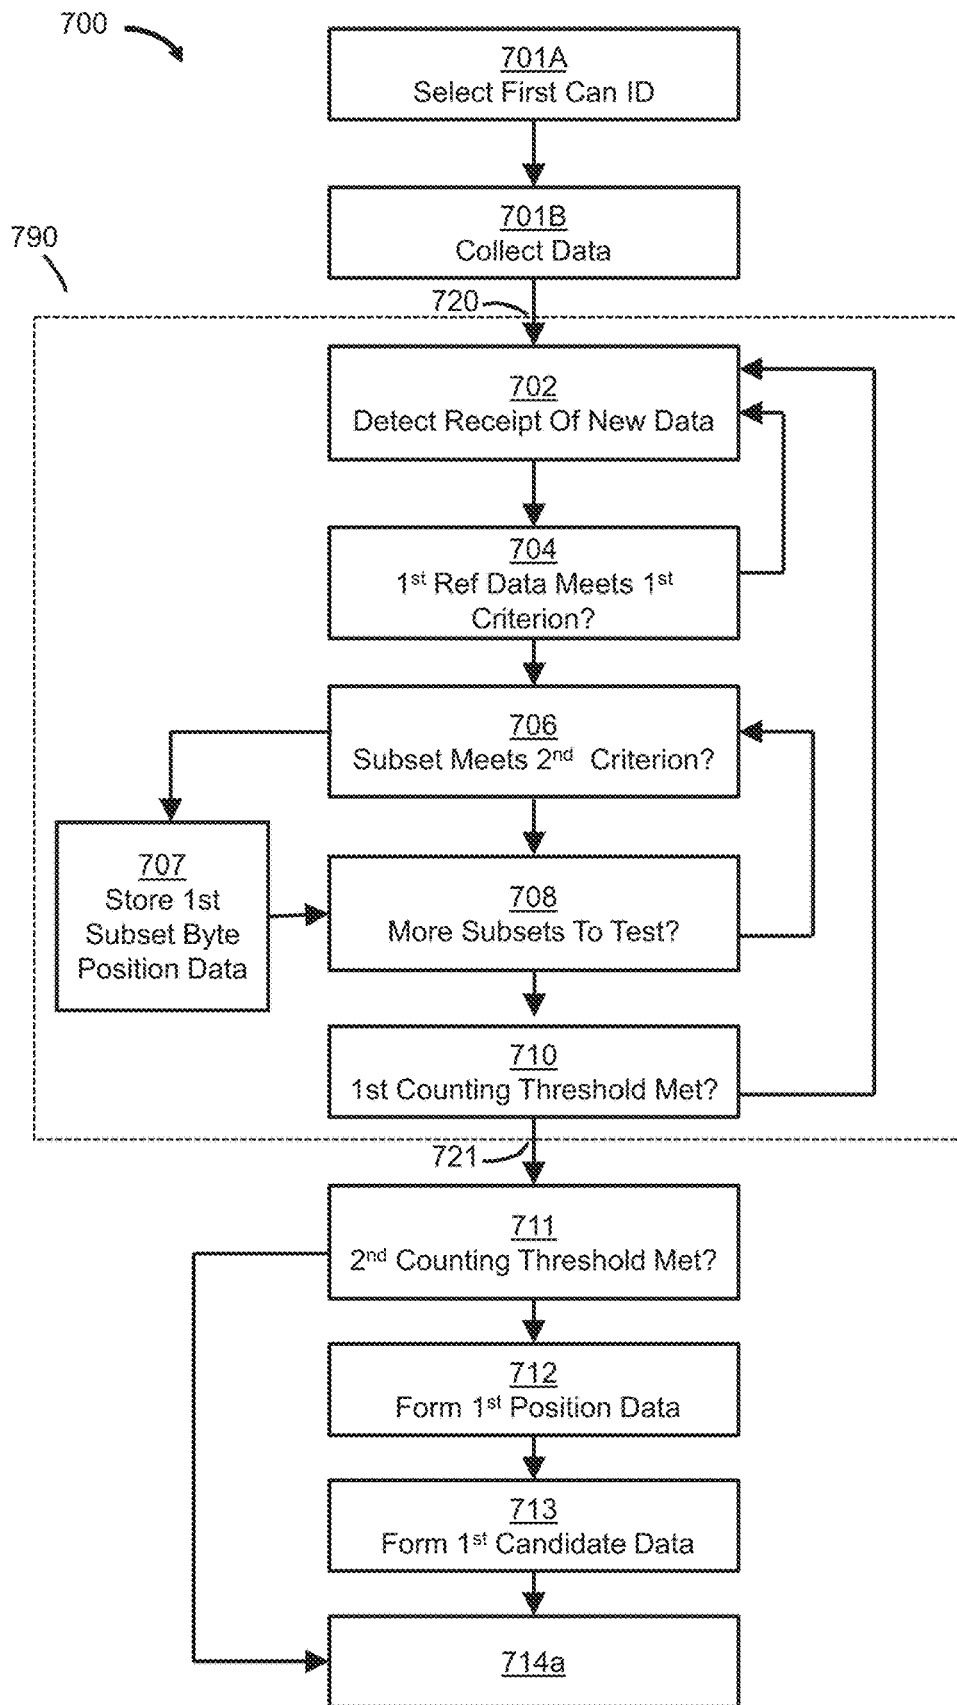 700
701A
Select First Can ID
790
701B
Collect Data
720
702
Detect Receipt Of New Data
704
1st Ref Data Meets 1st
Criterion?
706
Subset Meets 2nd Criterion?
707
Store 1st
Subset Byte
Position Data
708
More Subsets To Test?
710
1st Counting Threshold Met?
721
711
2nd Counting Threshold Met?
712
Form 1st Position Data
713
Form 1st Candidate Data
714a